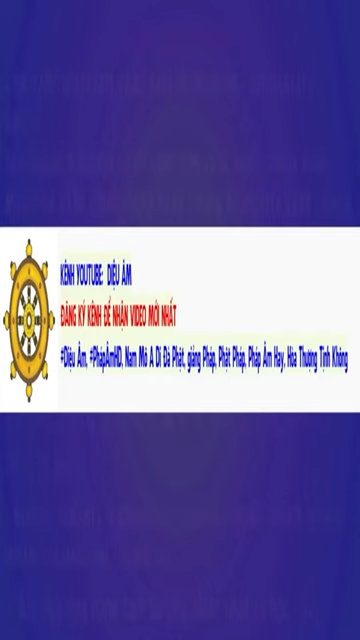 KÊNH YOUTUBE: DIỆU ÂM
ĐĂNG KÝ KÊNH ĐỂ NHẬN VIDEO MỚI NHẤT
#Diệu Âm, #PhápÂmHD, Nam Mô A Di Đà Phật, giảng Pháp, Phật Pháp, Pháp Âm Hay, Hòa Thượng Tịnh Không